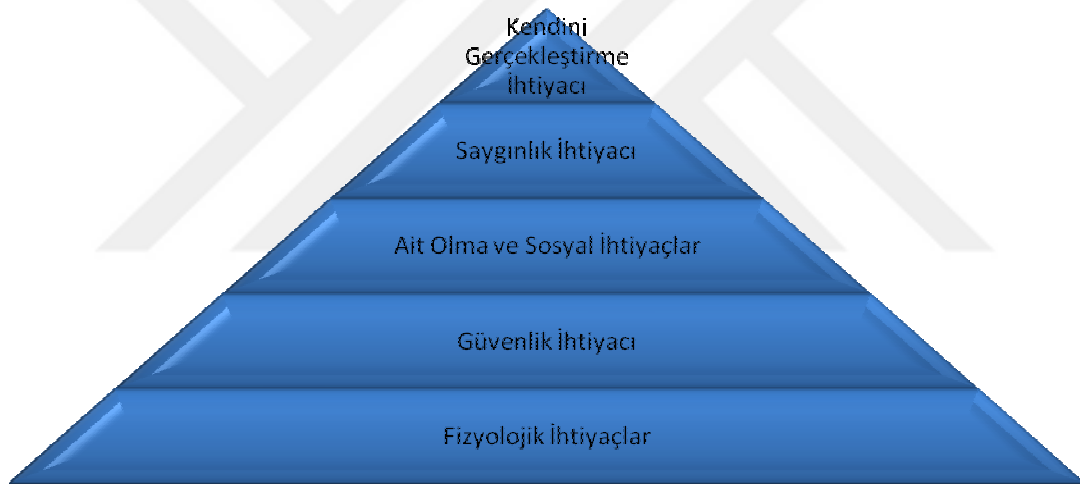 Kendini
Gerçekleştirme
İhtiyacı
Saygınlık İhtiyacı
Ait Olma ve Sosyal İhtiyaçlar
Güvenlik İhtiyacı
Fizyolojik İhtiyaçlar